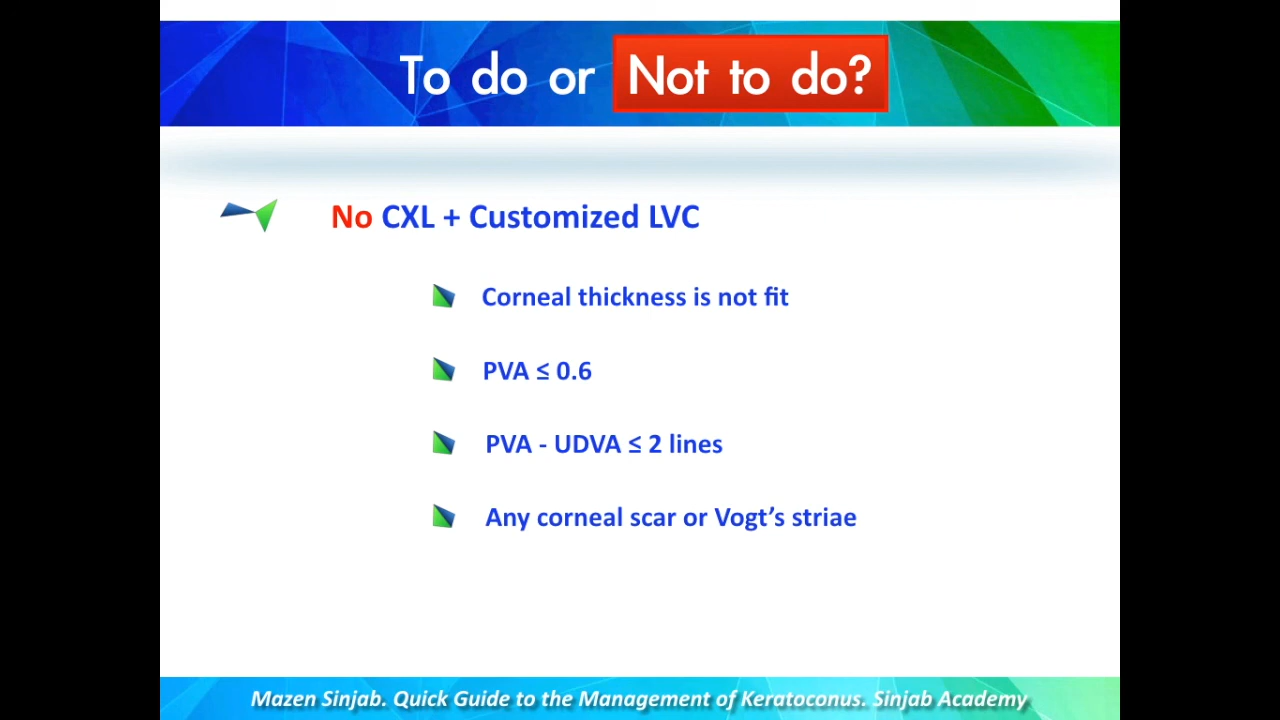 To do or Not to do?
No CXL + Customized LVC
Corneal thickness is not fit
PVA ≤ 0.6
PVA - UDVA ≤ 2 lines
Any corneal scar or Vogt’s striae
Mazen Sinjab. Quick Guide to the Management of Keratoconus. Sinjab Academy